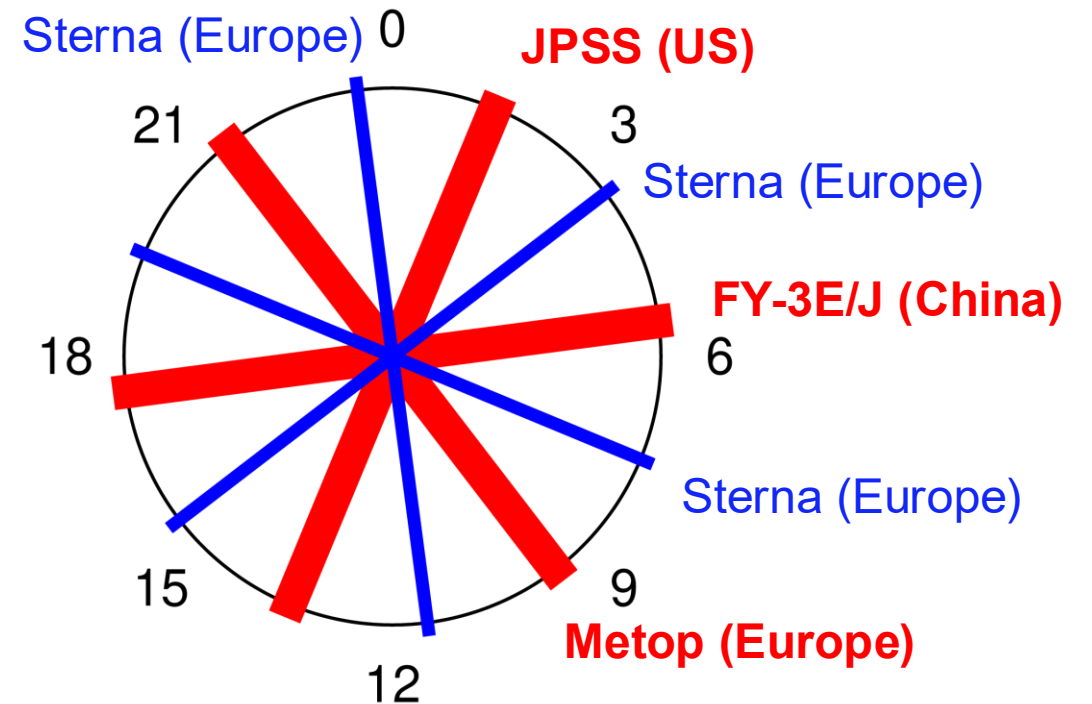 Sterna (Europe)
0
JPSS (US)
21
3
Sterna (Europe)
FY-3E/J (China)
18
6
Sterna (Europe)
15
9
Metop (Europe)
12